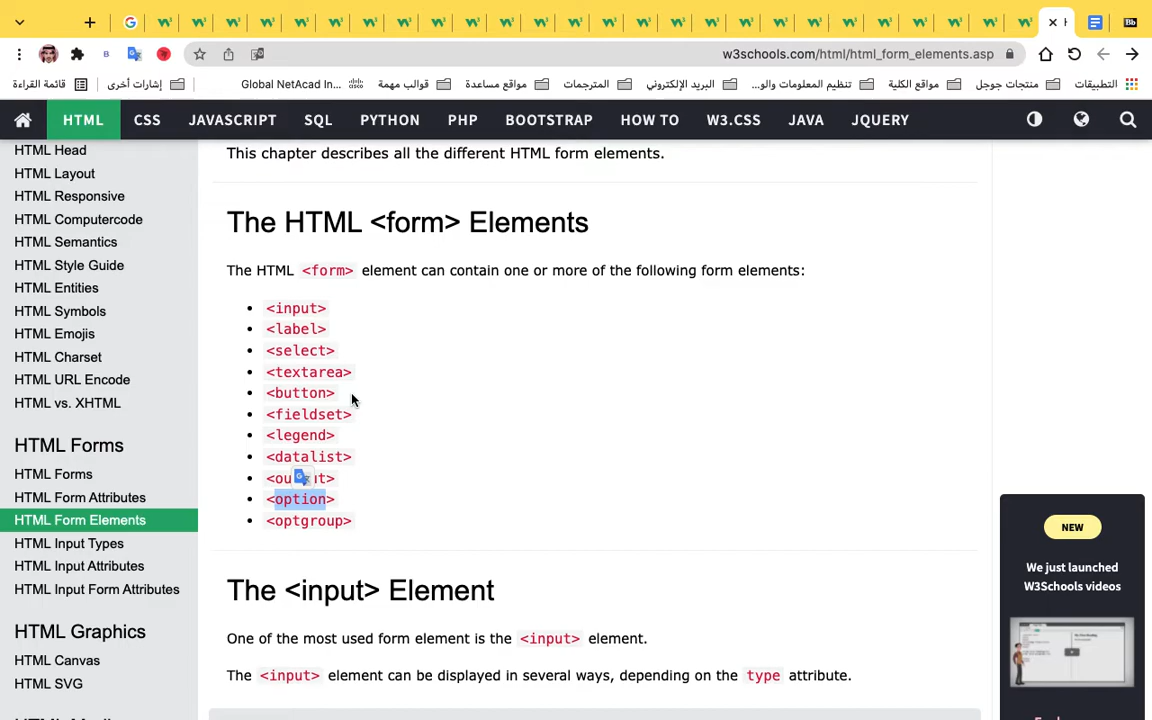 w3schools.com/html/html_form_elements.asp
التطبيقات
منتجات جوجل
مواقع الكلية
تنظيم المعلومات والو...
البريد الإلكتروني
المترجمات
مواقع مساعدة
قوالب مهمة
Global NetAcad In...
إشارات أخرى
قائمة القراءة
HTML CSS JAVASCRIPT SQL PYTHON PHP BOOTSTRAP HOW TO W3.CSS JAVA JQUERY
HTML Head
HTML Layout
HTML Responsive
HTML Computercode
HTML Semantics
HTML Style Guide
HTML Entities
HTML Symbols
HTML Emojis
HTML Charset
HTML URL Encode
HTML vs. XHTML
HTML Forms
HTML Forms
HTML Form Attributes
HTML Form Elements
HTML Input Types
HTML Input Attributes
HTML Input Form Attributes
HTML Graphics
HTML Canvas
HTML SVG
This chapter describes all the different HTML form elements.
The HTML <form> Elements
The HTML <form> element can contain one or more of the following form elements:
<input>
<label>
<select>
<textarea>
<button>
<fieldset>
<legend>
<datalist>
<option>
<optgroup>
The <input> Element
One of the most used form element is the <input> element.
The <input> element can be displayed in several ways, depending on the type attribute.
NEW
We just launched
W3Schools videos